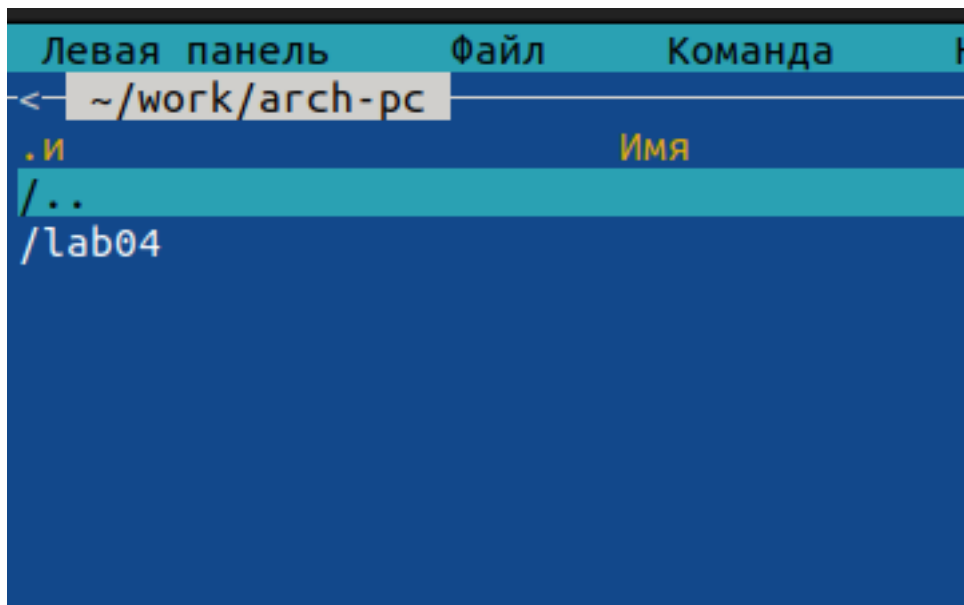 Левая панель Файл Команда
<─ ~/work/arch-pc
.и Имя
/..
/lab04